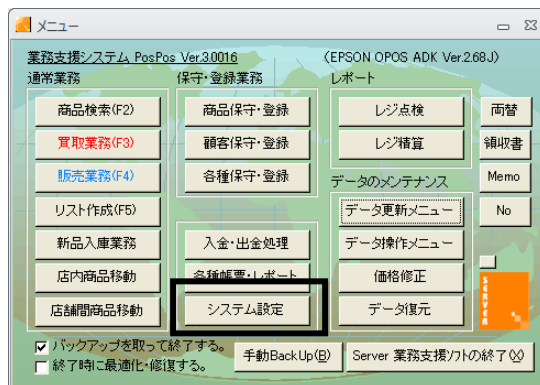 メニュー
業務支援システム PosPos Ver.3.0016
(EPSON OPOS ADK Ver.2.68J)
通常業務
保守・登録業務
レポート
商品検索(F2)
商品保守・登録
レジ点検
両替
買取業務(F3)
顧客保守・登録
レジ精算
領収書
販売業務(F4)
各種保守・登録
データのメンテナンス
Memo
リスト作成(F5)
データ更新メニュー
No
新品入庫業務
入金・出金処理
データ操作メニュー
店内商品移動
各種帳票・レポート
価格修正
店舗間商品移動
システム設定
データ復元
SERVER
バックアップを取って終了する。
終了時に最適化・修復する。
手動BackUp(B)
Server 業務支援ソフトの終了(X)